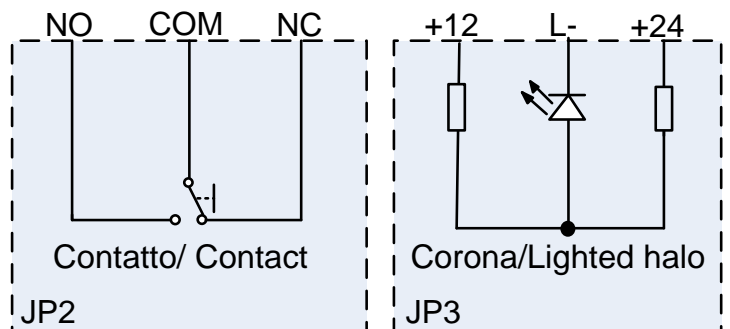 NO COM NC
Contatto/ Contact
JP2
+12 L- +24
Corona/Lighted halo
JP3